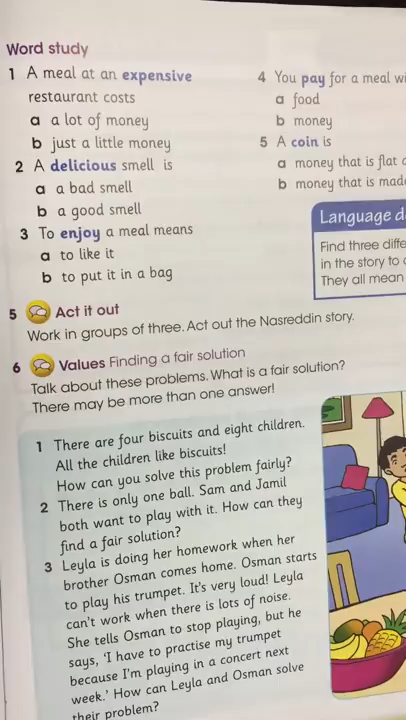 Word study
1 A meal at an expensive
restaurant costs
a a lot of money
b just a little money
2 A delicious smell is
a a bad smell
b a good smell
3 To enjoy a meal means
a to like it
b to put it in a bag
4 You pay for a meal
a food
b money
5 A coin is
a money that is flat
b money that is
Language
Find three
in the story to
They all mean
5 Act it out
Work in groups of three. Act out the Nasreddin story.
6 Values Finding a fair solution
Talk about these problems. What is a fair solution?
There may be more than one answer!
1 There are four biscuits and eight children.
All the children like biscuits!
How can you solve this problem fairly?
2 There is only one ball. Sam and Jamil
both want to play with it. How can they
find a fair solution?
3 Leyla is doing her homework when her
brother Osman comes home. Osman starts
to play his trumpet. It's very loud! Leyla
can't work when there is lots of noise.
She tells Osman to stop playing, but he
says, 'I have to practise my trumpet
because I'm playing in a concert next
week.' How can Leyla and Osman solve
their problem?